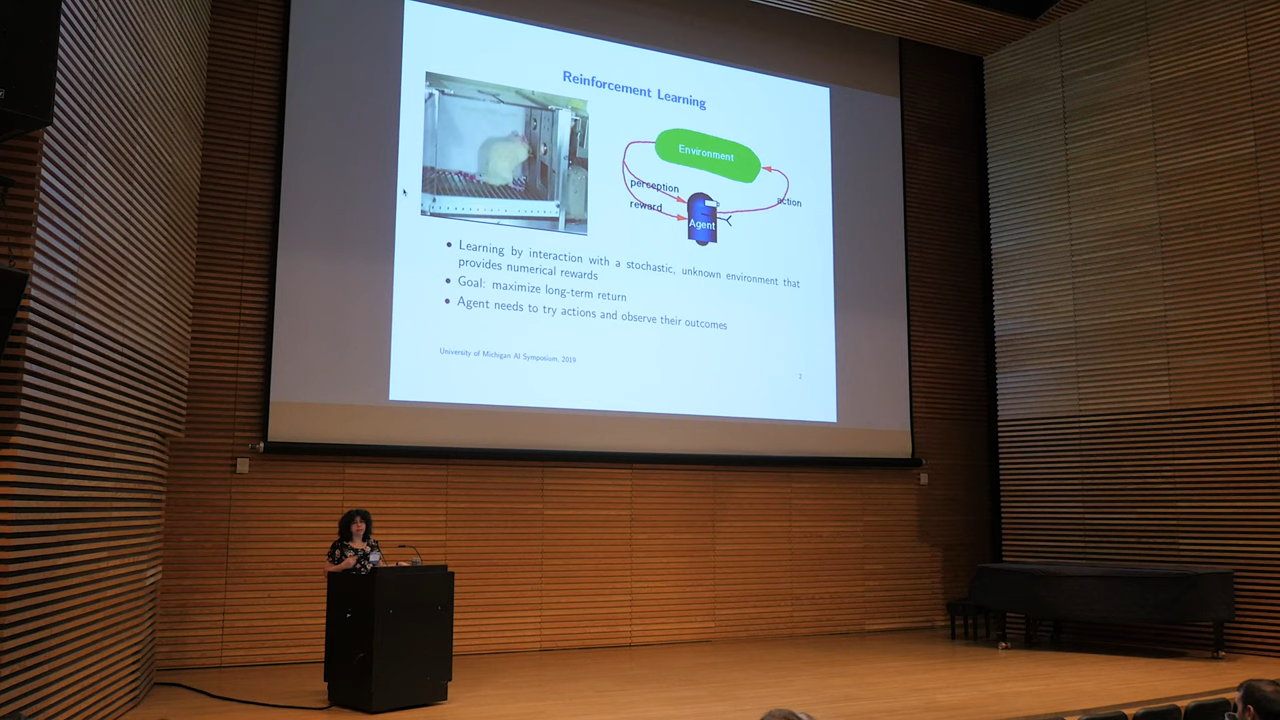 Reinforcement Learning
Environment
perception
reward
action
Agent
Learning by interaction with a stochastic, unknown environment that
provides numerical rewards
Goal: maximize long-term return
Agent needs to try actions and observe their outcomes
University of Michigan AI Symposium, 2019
2